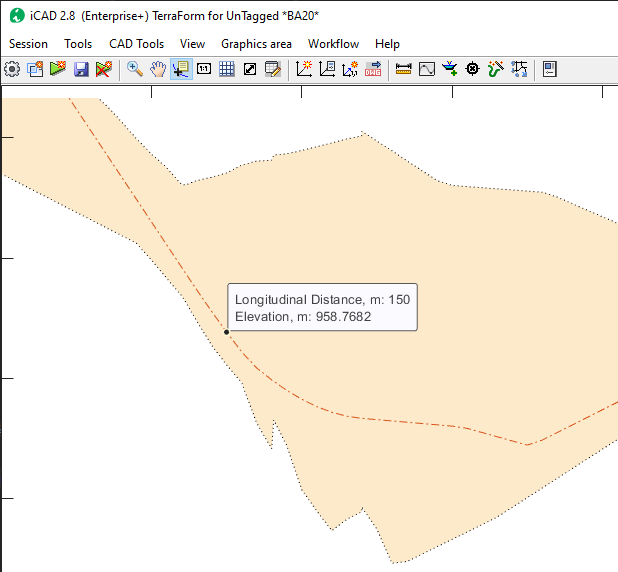 iCAD 2.8 (Enterprise+) TerraForm for UnTagged *BA20*
Session Tools CAD Tools View Graphics area Workflow Help
1:1
Longitudinal Distance, m: 150
Elevation, m: 958.7682